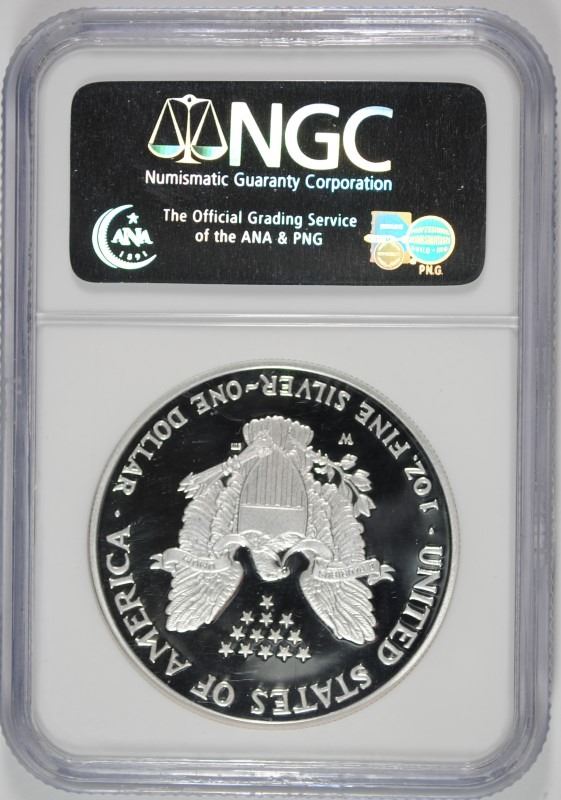 NGC
Numismatic Guaranty Corporation
The Official Grading Service
of the ANA & PNG
ANA
1891
P.N.G.
UNITED STATES OF AMERICA
1 OZ. FINE SILVER~ONE DOLLAR
W